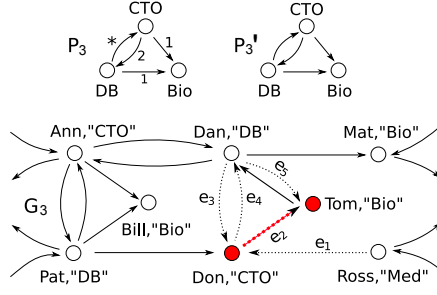 CTO
P3 * 1 P3'
2
1
DB Bio DB Bio
CTO
Ann,"CTO" Dan,"DB" Mat,"Bio"
e5
G3 e3 e4 Tom,"Bio"
Bill,"Bio" e2 e1
Pat,"DB" Don,"CTO" Ross,"Med"